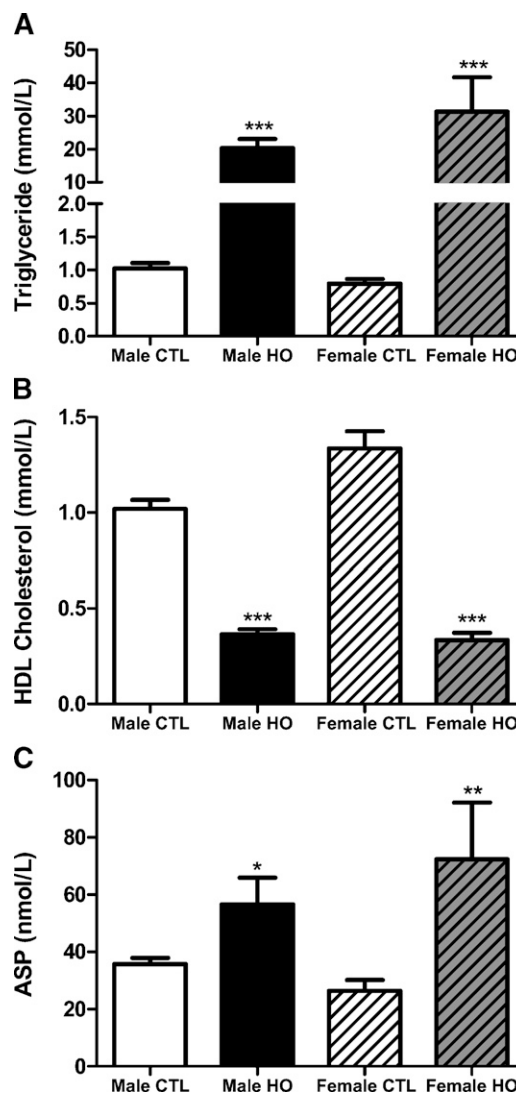 A
Triglyceride (mmol/L)
50
40
30
20
10
2.0
1.5
1.0
0.5
0.0
***
***
Male CTL Male HO Female CTL Female HO
B
HDL Cholesterol (mmol/L)
1.5
1.0
0.5
0.0
***
***
Male CTL Male HO Female CTL Female HO
C
ASP (nmol/L)
100
80
60
40
20
0
*
**
Male CTL Male HO Female CTL Female HO